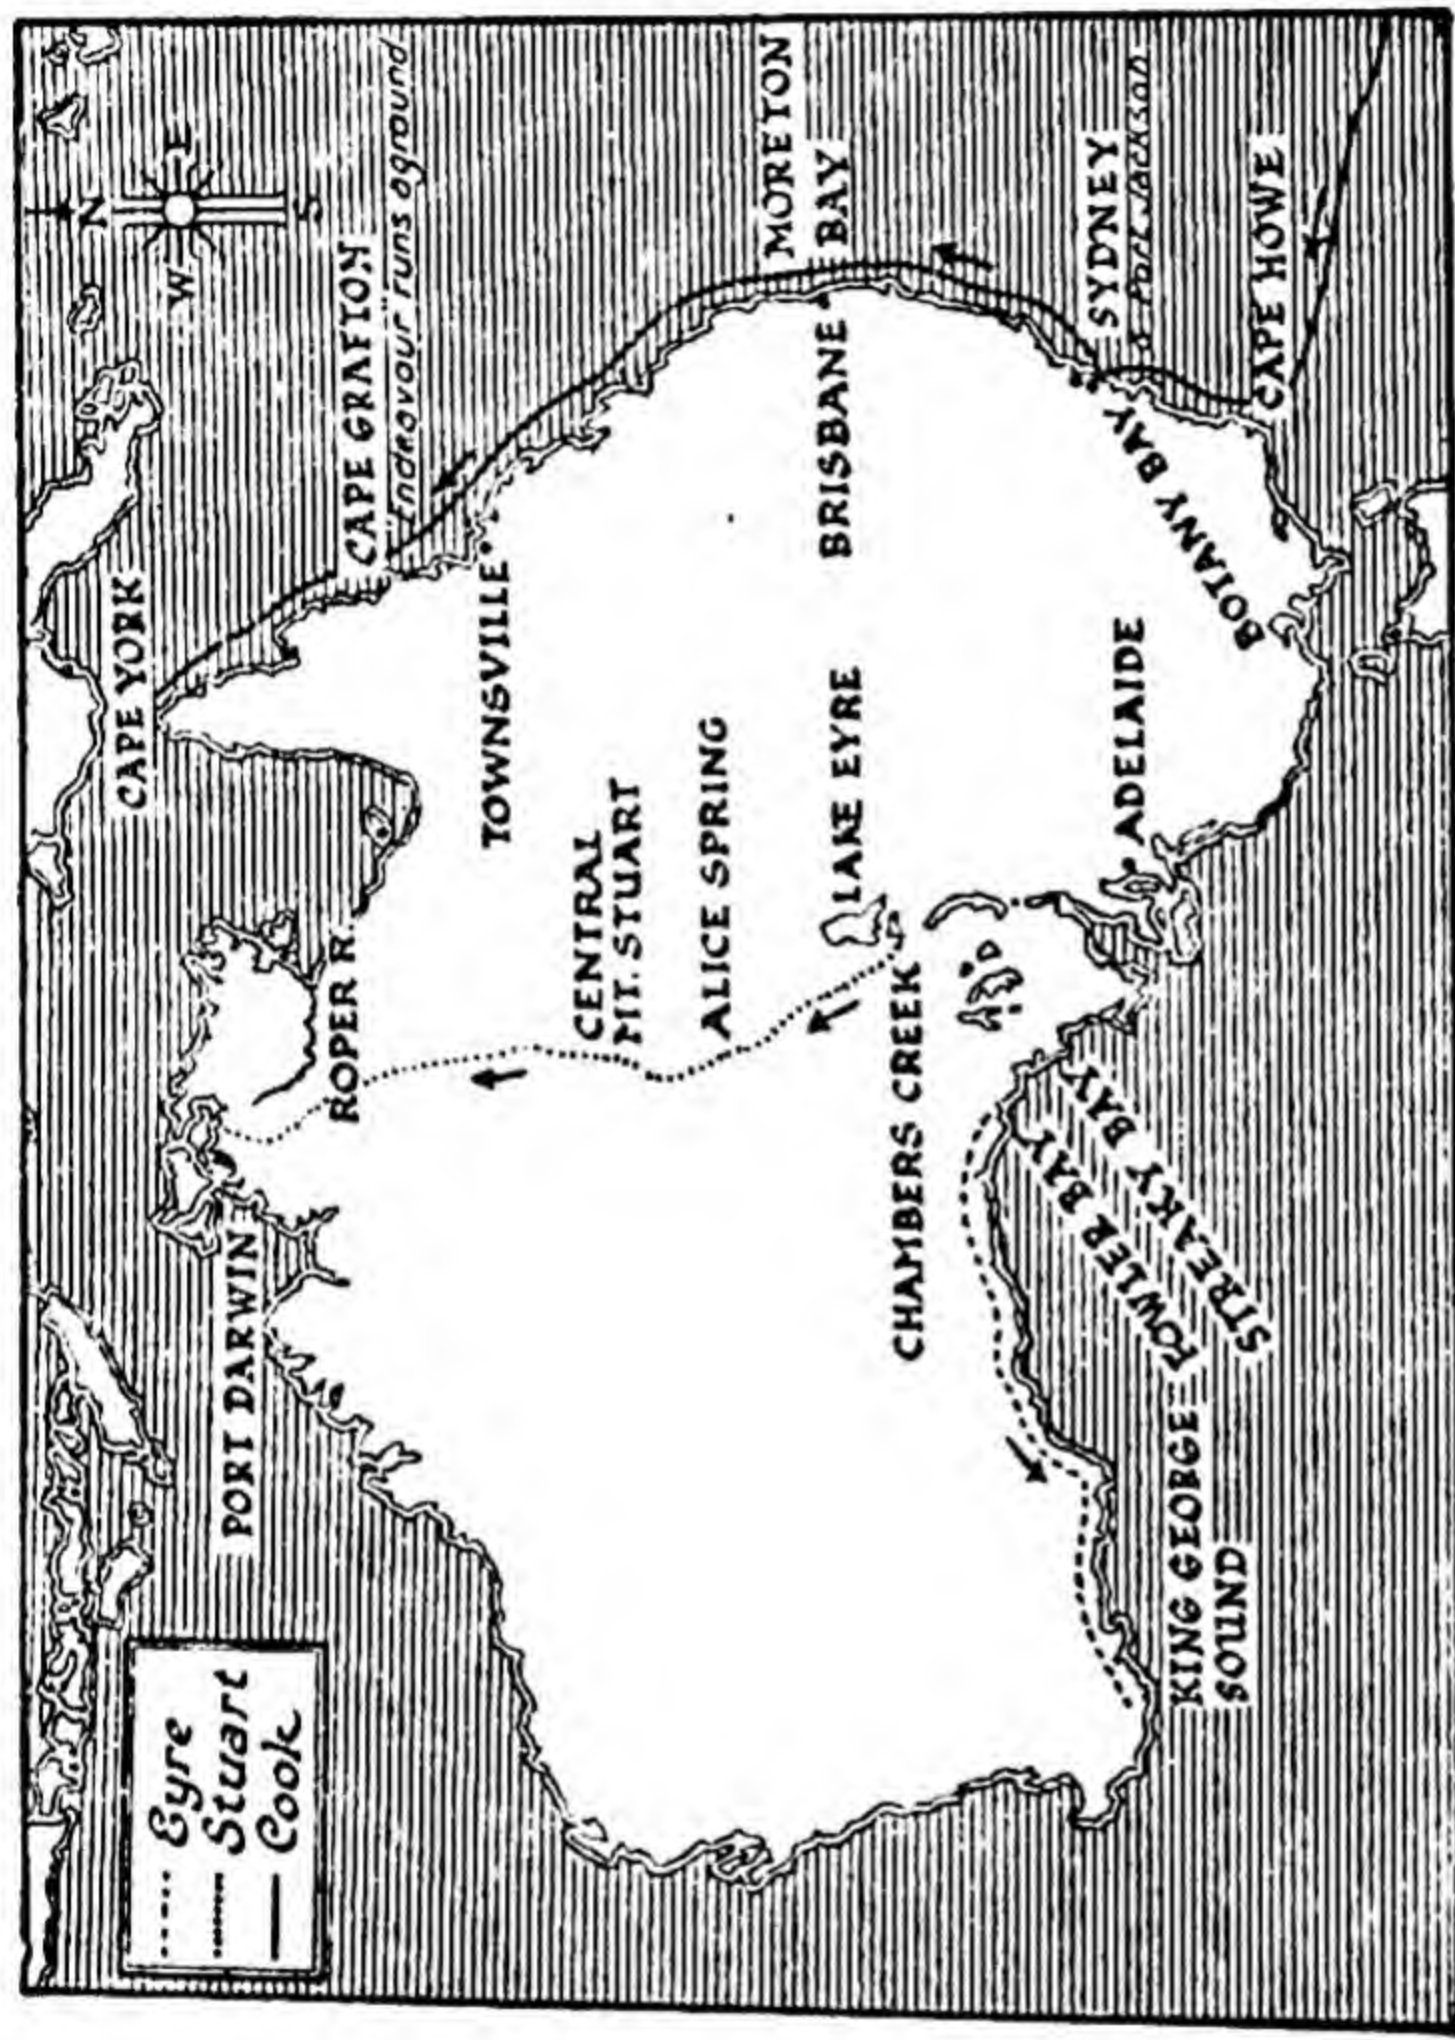 Eyre
Stuart
Cook
N
W
E
S
CAPE YORK
PORT DARWIN
ROPER R.
CAPE GRAFTON
"Endeavour" runs aground
TOWNSVILLE
CENTRAL
MT. STUART
ALICE SPRING
MORETON
BAY
BRISBANE
LAKE EYRE
CHAMBERS CREEK
SYDNEY
Port Jackson
ADELAIDE
BOTANY BAY
CAPE HOWE
FOWLER BAY
STREAKY BAY
KING GEORGE
SOUND